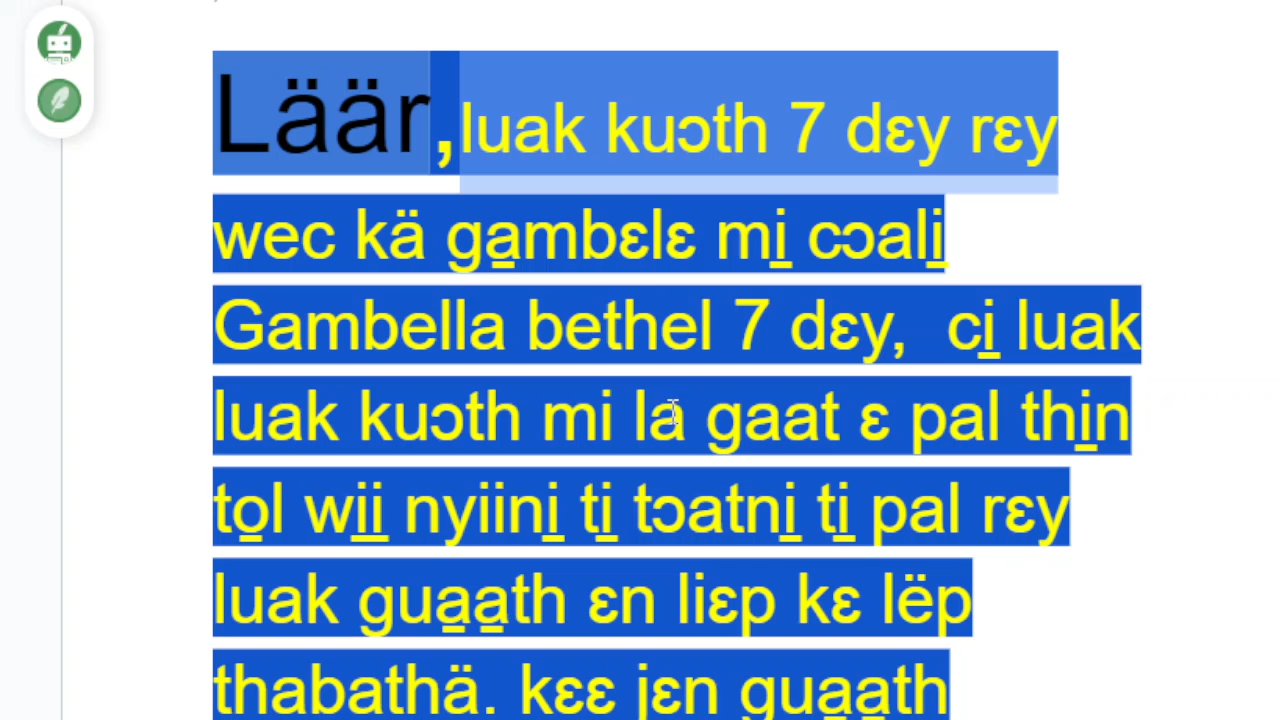 Läär,luak kuɔth 7 dɛy rɛy
wec kä ga̱mbɛlɛ mi̱ cɔali̱
Gambella bethel 7 dɛy,  ci̱ luak
luak kuɔth mi la gaat ɛ pal thi̱n
to̱l wi̱i̱ nyiini̱ ti̱ tɔatni̱ ti̱ pal rɛy
luak gua̱a̱th ɛn liɛp kɛ lëp
thabathä. kɛɛ jɛn gua̱a̱th